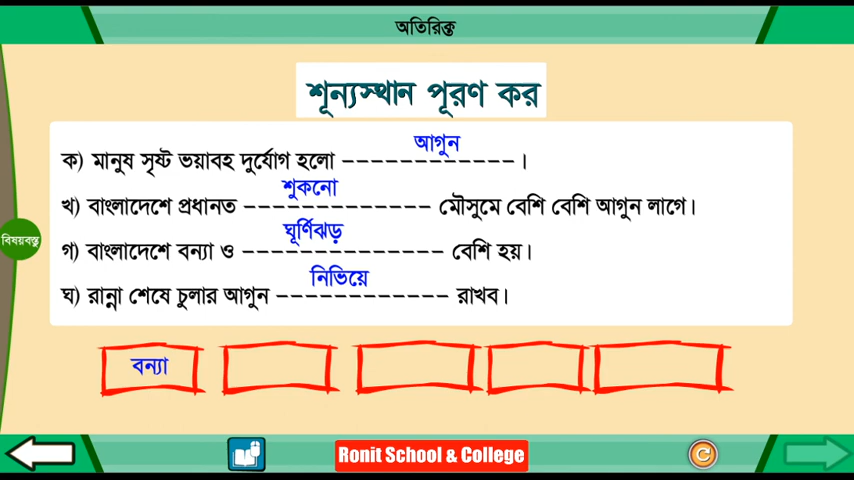 অতিরিক্ত
শূন্যস্থান পূরণ কর
আগুন
ক) মানুষ সৃষ্ট ভয়াবহ দুর্যোগ হলো ------------- ।
শুকনো
খ) বাংলাদেশে প্রধানত -------------- মৌসুমে বেশি বেশি আগুন লাগে।
ঘূর্ণিঝড়
গ) বাংলাদেশে বন্যা ও --------------- বেশি হয়।
নিভিয়ে
ঘ) রান্না শেষে চুলার আগুন ------------- রাখব।
বিষয়বস্তু
বন্যা
Ronit School & College